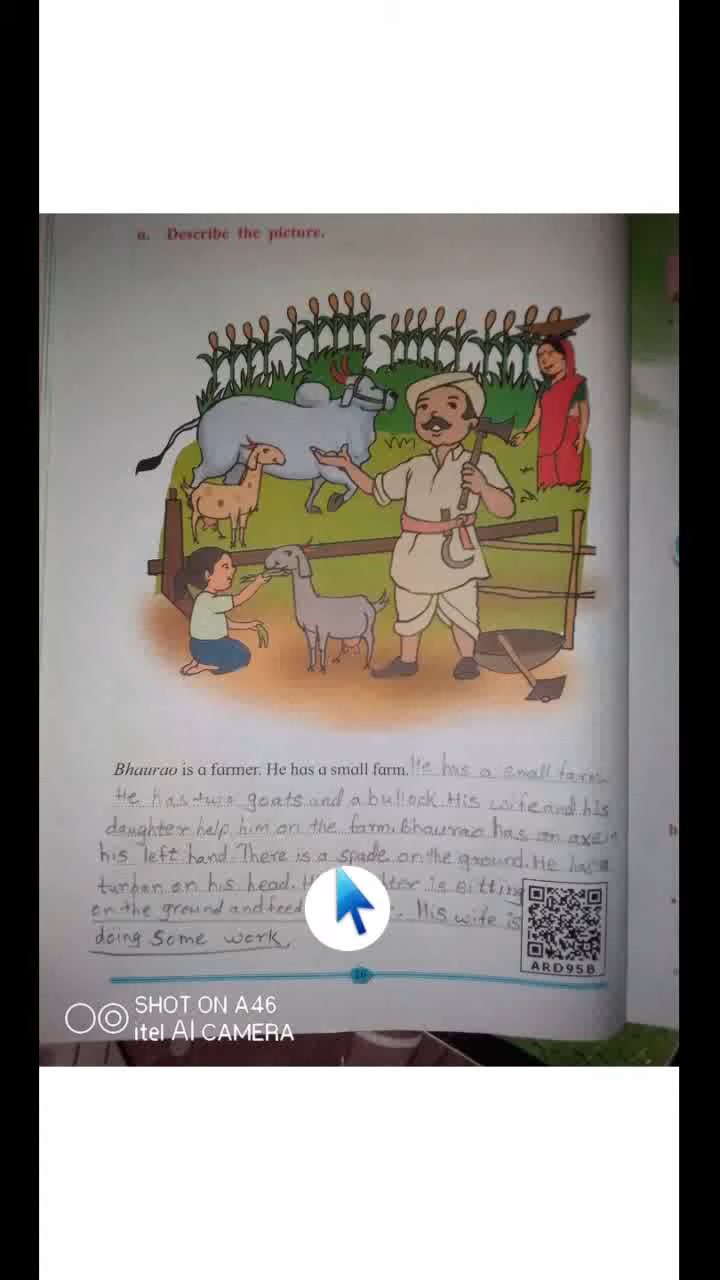 a. Describe the picture.
Bhaurao is a farmer. He has a small farm. He has a small farm.
He has two goats and a bullock. His wife and his
daughter help him on the farm. Bhaurao has an axe in
his left hand. There is a spade on the ground. He has a
turban on his head. is sitting
on the ground and feed His wife is
doing some work.
ARD95B
SHOT ON A46
itel AI CAMERA